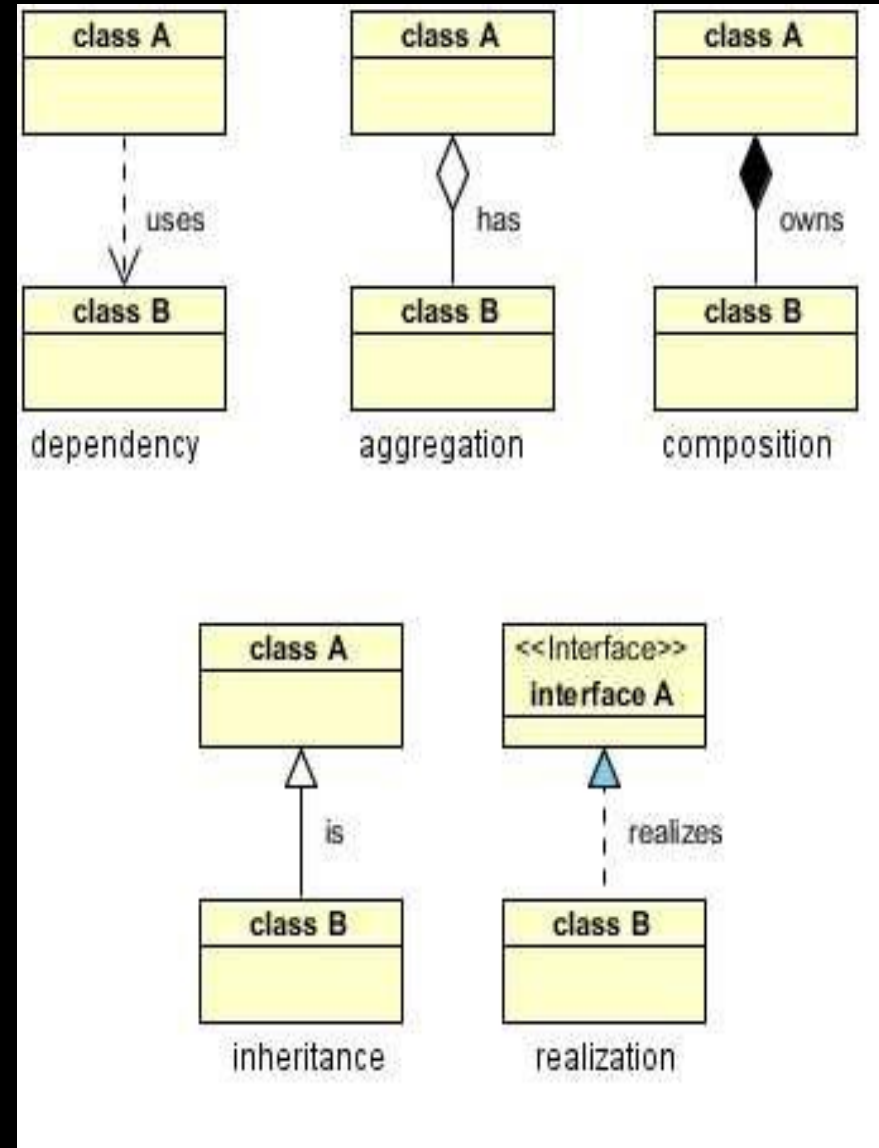 class A class A class A
uses has owns
class B class B class B
dependency aggregation composition
class A <<Interface>>
interface A
is realizes
class B class B
inheritance realization